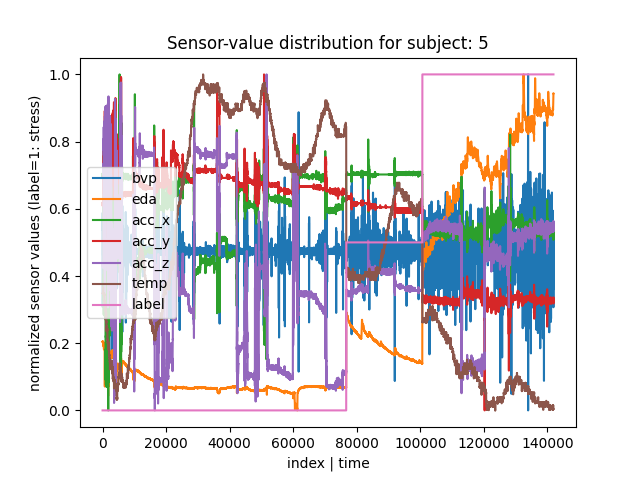 Sensor-value distribution for subject: 5
normalized sensor values (label=1: stress)
1.0
0.8
0.6
0.4
0.2
0.0
bvp
eda
acc_x
acc_y
acc_z
temp
label
0 20000 40000 60000 80000 100000 120000 140000
index | time